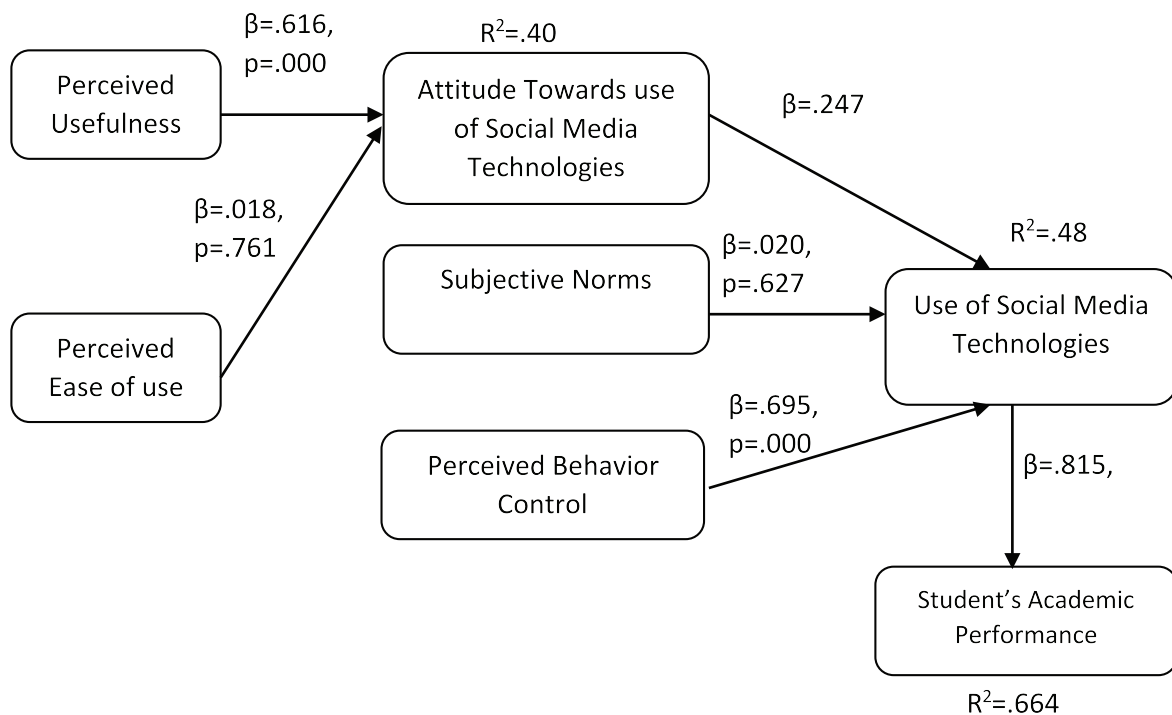 β=.616,
p=.000
R²=.40
Perceived
Usefulness
Attitude Towards use
of Social Media
Technologies
β=.247
β=.018,
p=.761
R²=.48
Subjective Norms
β=.020,
p=.627
Use of Social Media
Technologies
Perceived
Ease of use
β=.695,
p=.000
Perceived Behavior
Control
β=.815,
Student’s Academic
Performance
R²=.664